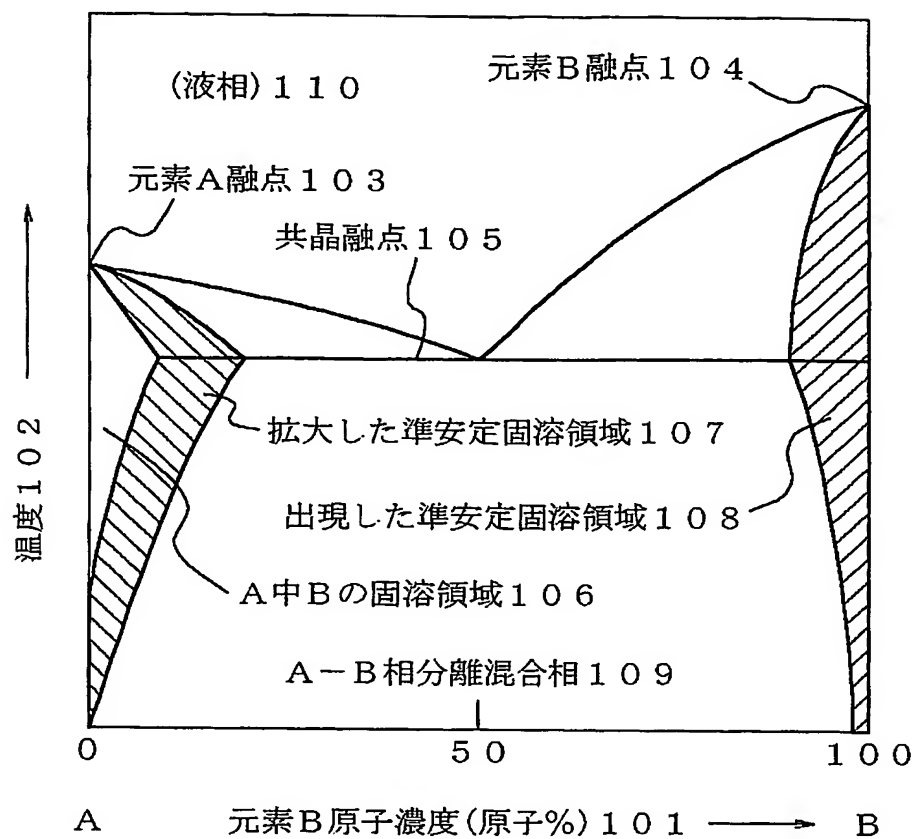 (液相)１１０
元素Ｂ融点１０４
元素Ａ融点１０３
共晶融点１０５
拡大した準安定固溶領域１０７
出現した準安定固溶領域１０８
Ａ中Ｂの固溶領域１０６
Ａ－Ｂ相分離混合相１０９
温度１０２
０
５０
１００
Ａ
元素Ｂ原子濃度(原子％)１０１
Ｂ